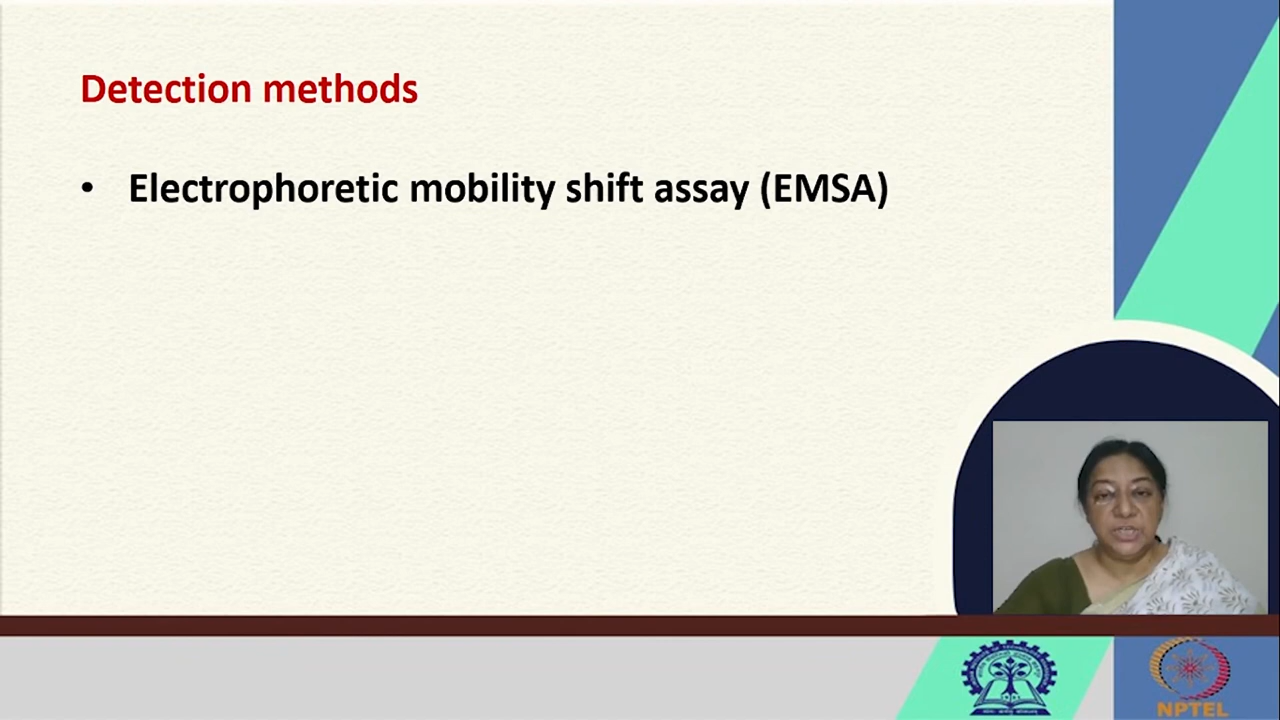 Detection methods
• Electrophoretic mobility shift assay (EMSA)
NPTEL